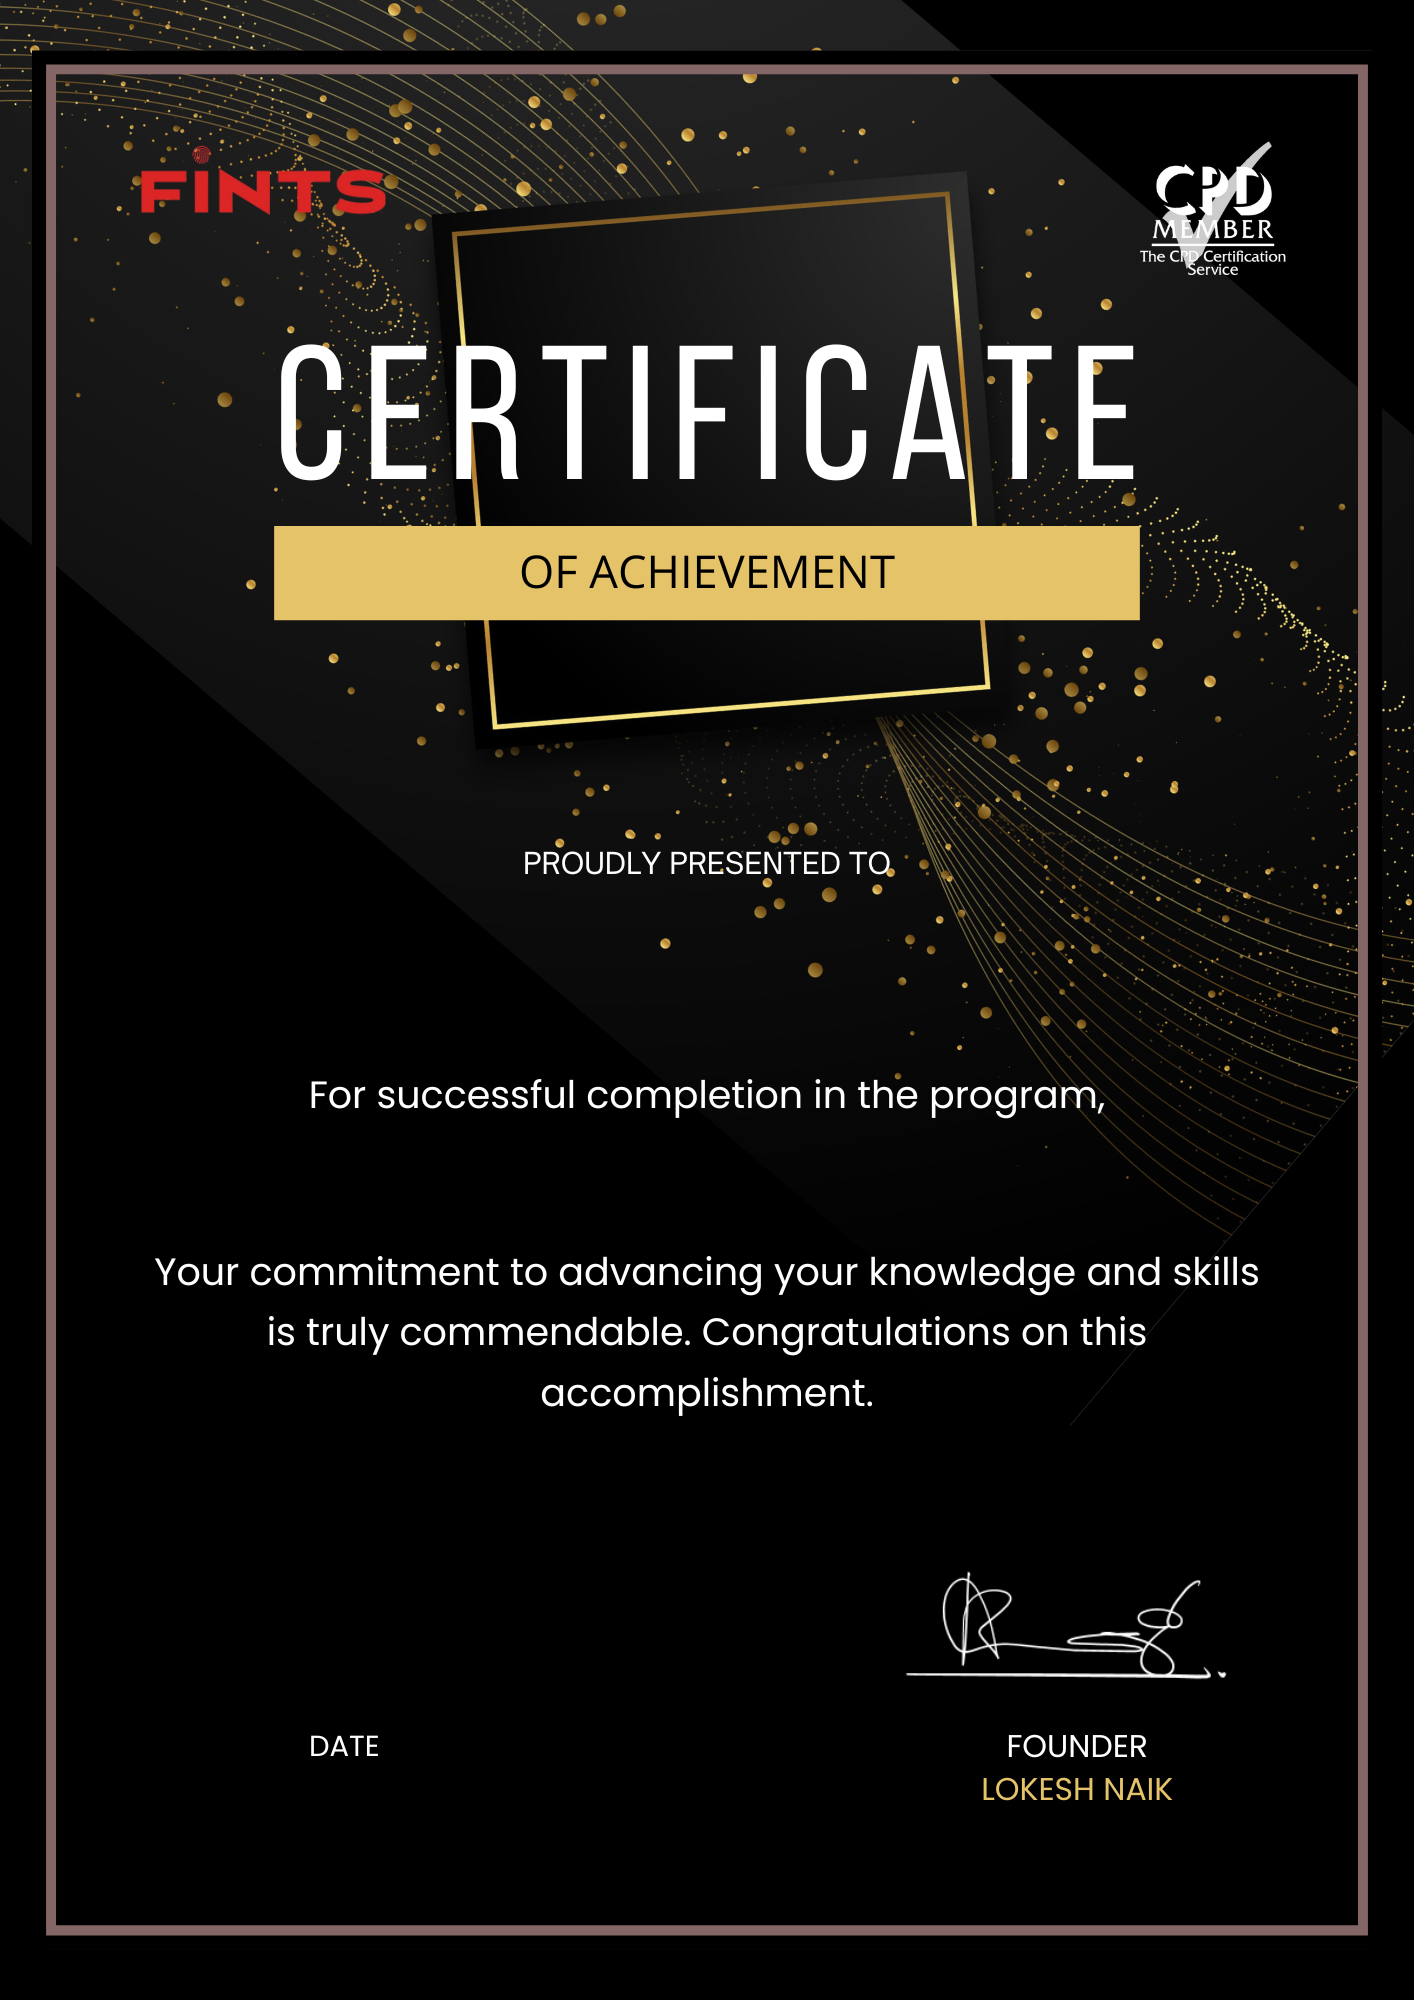 FINTS
CPD
MEMBER
The CPD Certification
Service
CERTIFICATE
OF ACHIEVEMENT
PROUDLY PRESENTED TO
For successful completion in the program,
Your commitment to advancing your knowledge and skills
is truly commendable. Congratulations on this
accomplishment.
DATE
FOUNDER
LOKESH NAIK